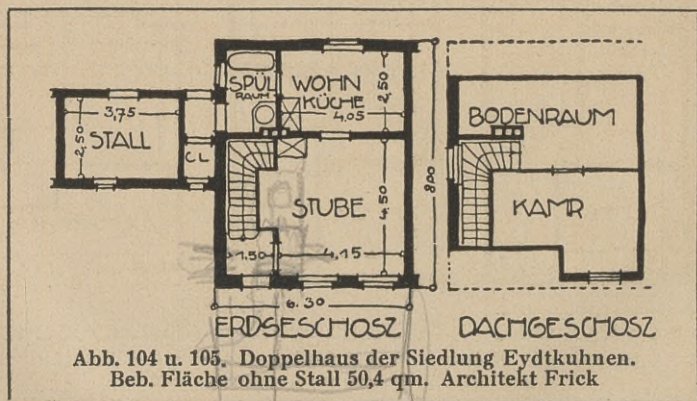 SPÜL
RAUM
WOHN
KÜCHE
4.05
2,50
3,75
STALL
2,50
CL
BODENRAUM
8,00
STUBE
4,50
KAMR
1.50
4,15
6.30
ERDGESCHOSZ
DACHGESCHOSZ
Abb. 104 u. 105. Doppelhaus der Siedlung Eydtkuhnen.
Beb. Fläche ohne Stall 50,4 qm. Architekt Frick